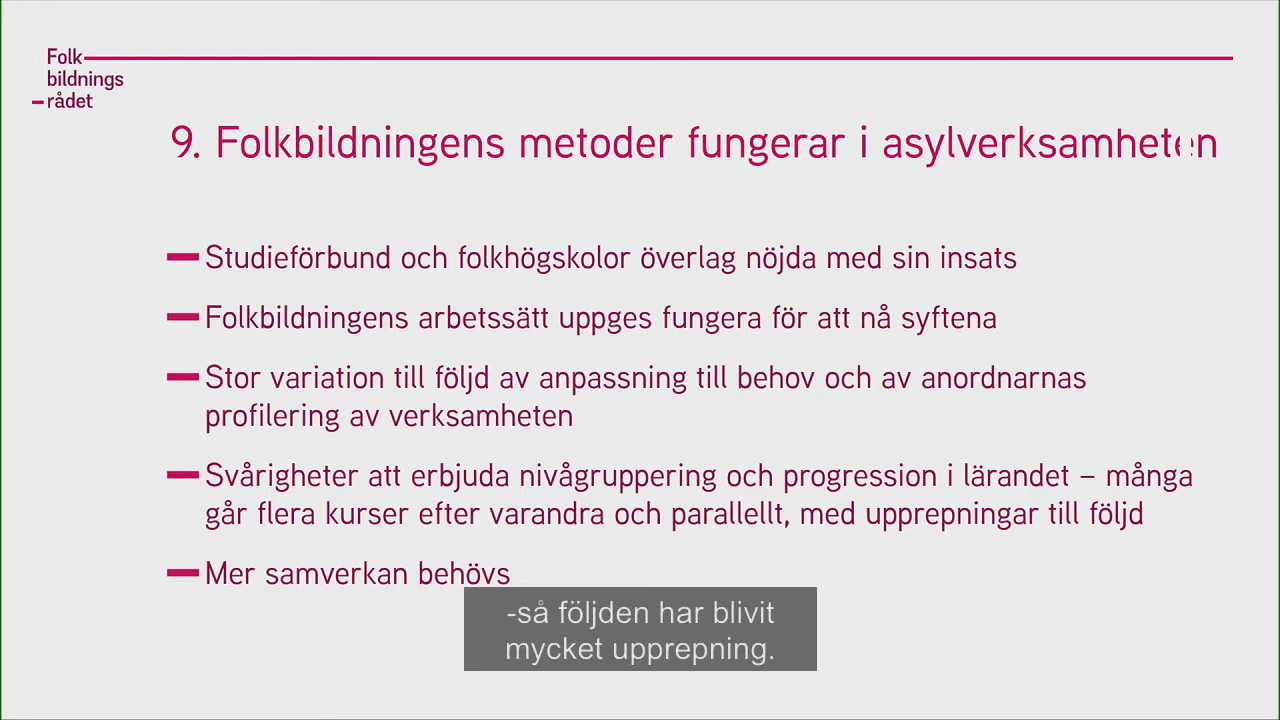 Folk
bildnings
rådet
9. Folkbildningens metoder fungerar i asylverksamheten
Studieförbund och folkhögskolor överlag nöjda med sin insats
Folkbildningens arbetssätt uppges fungera för att nå syftena
Stor variation till följd av anpassning till behov och av anordnarnas
profilering av verksamheten
Svårigheter att erbjuda nivågruppering och progression i lärandet – många
går flera kurser efter varandra och parallellt, med upprepningar till följd
Mer samverkan behövs
-så följden har blivit
mycket upprepning.